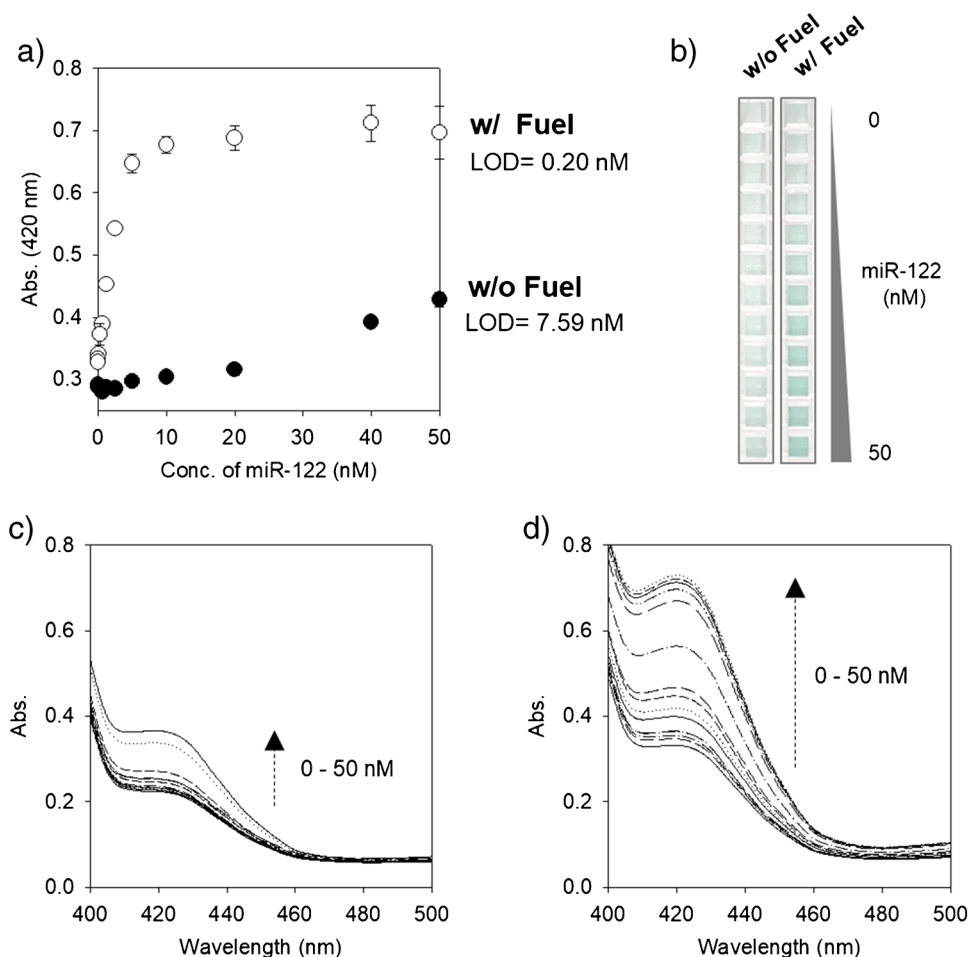 a)
0.8
0.7
0.6
0.5
0.4
0.3
Abs. (420 nm)
0 10 20 30 40 50
Conc. of miR-122 (nM)
w/ Fuel
LOD= 0.20 nM
w/o Fuel
LOD= 7.59 nM
b)
w/o Fuel
w/ Fuel
0
miR-122
(nM)
50
c)
0.8
0.6
0.4
0.2
0.0
Abs.
0 - 50 nM
400 420 440 460 480 500
Wavelength (nm)
d)
0.8
0.6
0.4
0.2
0.0
Abs.
0 - 50 nM
400 420 440 460 480 500
Wavelength (nm)